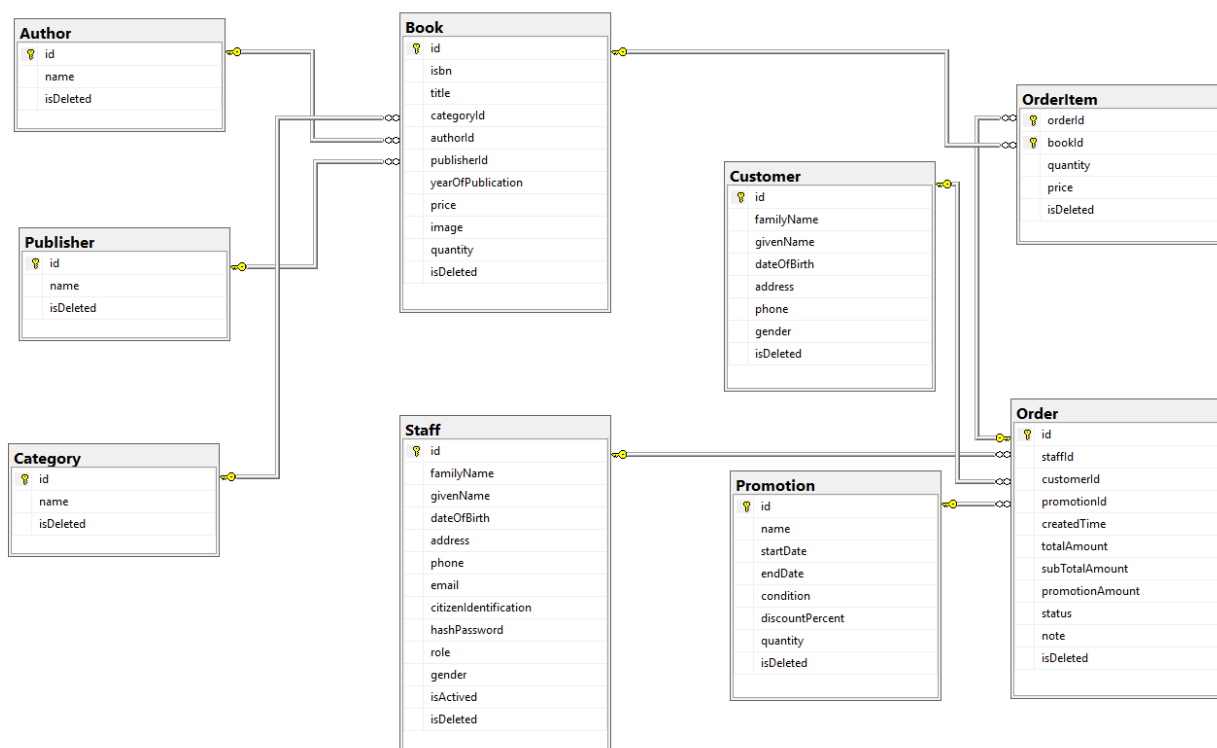 Author
id
name
isDeleted
Book
id
isbn
title
categoryId
authorId
publisherId
yearOfPublication
price
image
quantity
isDeleted
OrderItem
orderId
bookId
quantity
price
isDeleted
Customer
id
familyName
givenName
dateOfBirth
address
phone
gender
isDeleted
Publisher
id
name
isDeleted
Category
id
name
isDeleted
Staff
id
familyName
givenName
dateOfBirth
address
phone
email
citizenIdentification
hashPassword
role
gender
isActived
isDeleted
Promotion
id
name
startDate
endDate
condition
discountPercent
quantity
isDeleted
Order
id
staffId
customerId
promotionId
createdTime
totalAmount
subTotalAmount
promotionAmount
status
note
isDeleted